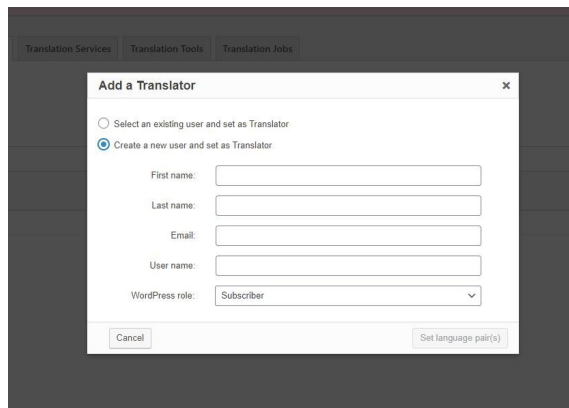 Translation Services Translation Tools Translation Jobs
Add a Translator
Select an existing user and set as Translator
Create a new user and set as Translator
First name:
Last name:
Email:
User name:
WordPress role: Subscriber
Cancel Set language pair(s)